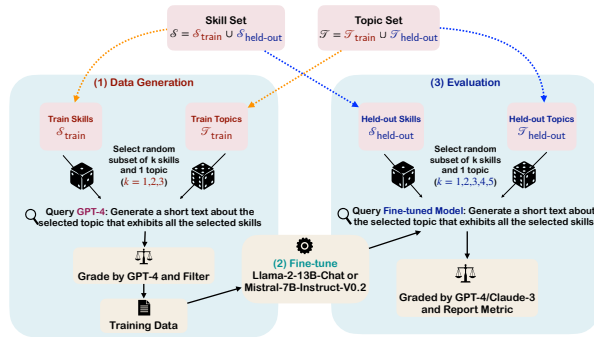 Skill Set
𝒮 = 𝒮train ∪ 𝒮held-out
Topic Set
𝒯 = 𝒯train ∪ 𝒯held-out
(1) Data Generation
Train Skills
𝒮train
Train Topics
𝒯train
Select random
subset of k skills
and 1 topic
(k = 1,2,3)
Query GPT-4: Generate a short text about the
selected topic that exhibits all the selected skills
Grade by GPT-4 and Filter
Training Data
(2) Fine-tune
Llama-2-13B-Chat or
Mistral-7B-Instruct-V0.2
(3) Evaluation
Held-out Skills
𝒮held-out
Held-out Topics
𝒯held-out
Select random
subset of k skills
and 1 topic
(k = 1,2,3,4,5)
Query Fine-tuned Model: Generate a short text about
the selected topic that exhibits all the selected skills
Graded by GPT-4/Claude-3
and Report Metric